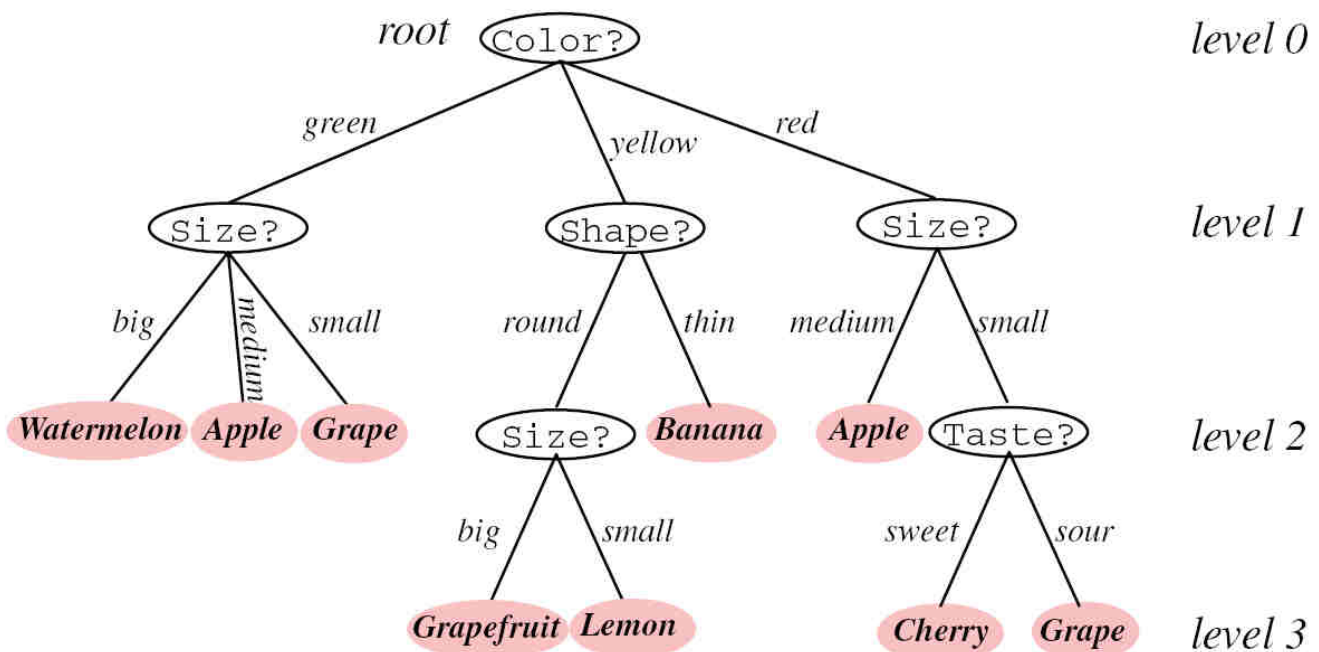 root Color? level 0
green yellow red
Size? Shape? Size? level 1
big medium small round thin medium small
Watermelon Apple Grape Size? Banana Apple Taste? level 2
big small sweet sour
Grapefruit Lemon Cherry Grape level 3